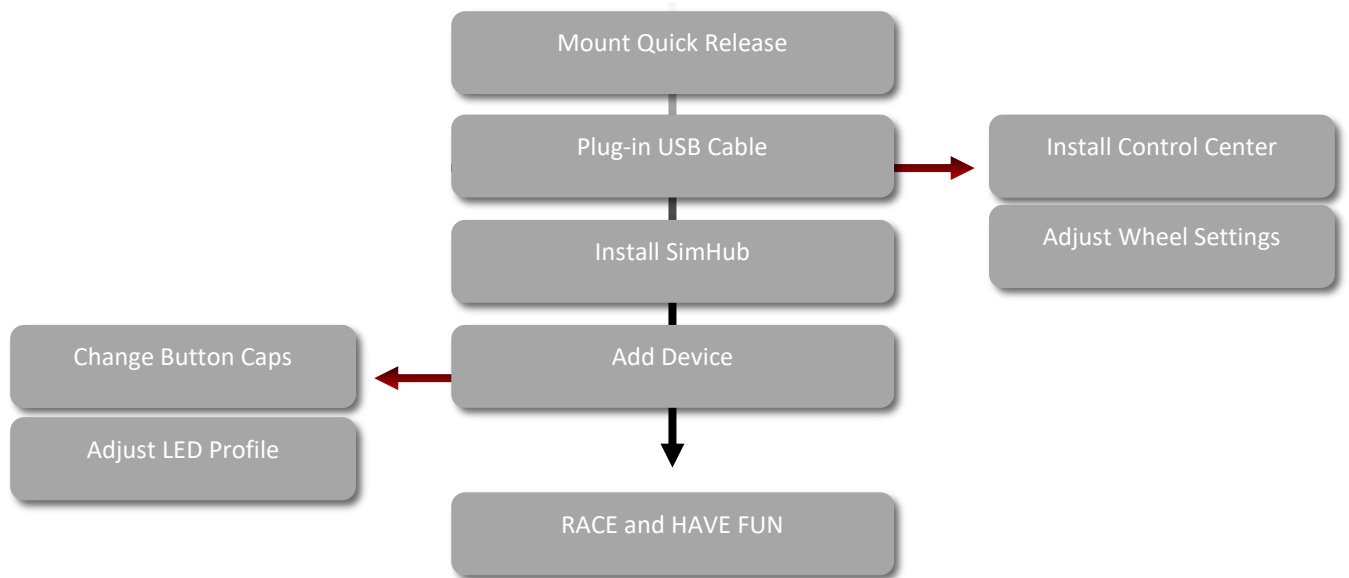 Mount Quick Release
Plug-in USB Cable
Install Control Center
Adjust Wheel Settings
Install SimHub
Add Device
Change Button Caps
Adjust LED Profile
RACE and HAVE FUN